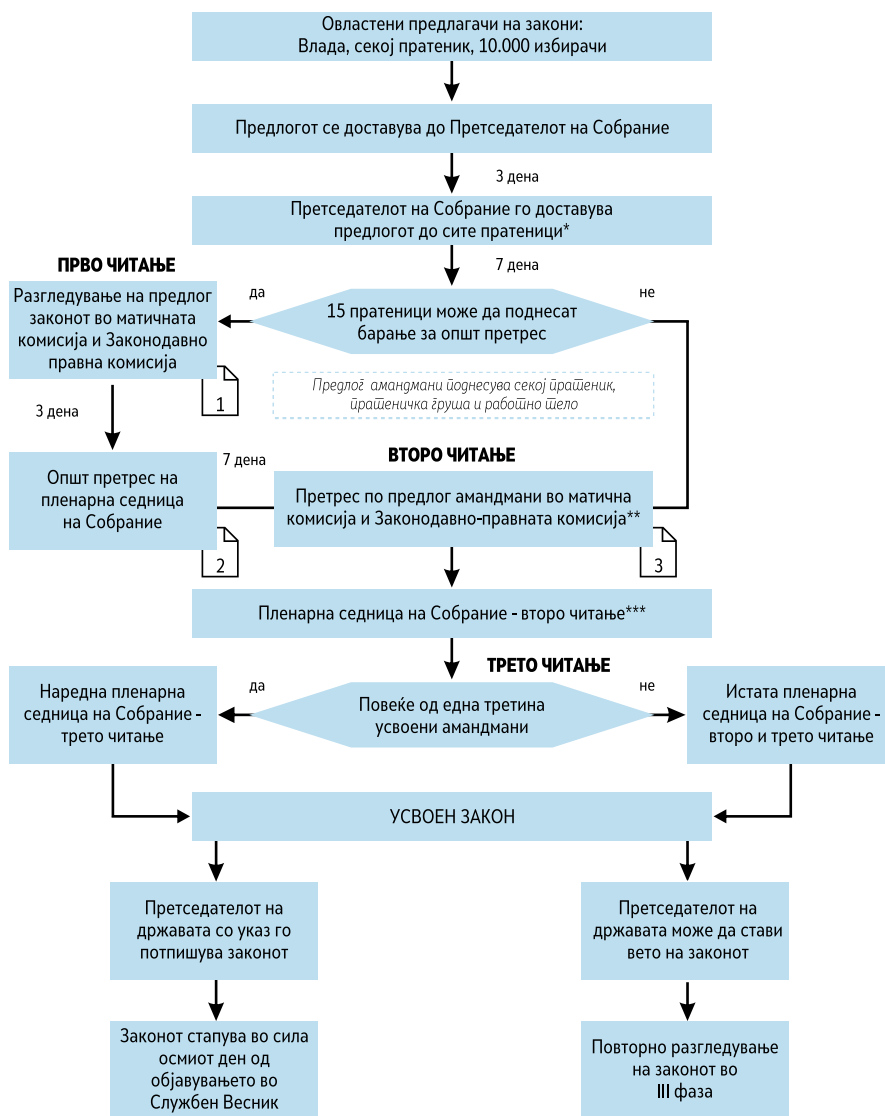 Овластени предлагачи на закони:
Влада, секој пратеник, 10.000 избирачи
Предлогот се доставува до Претседателот на Собрание
3 дена
Претседателот на Собрание го доставува
предлогот до сите пратеници*
7 дена
ПРВО ЧИТАЊЕ
да
не
15 пратеници може да поднесат
барање за општ претрес
Разгледување на предлог
законот во матичната
комисија и Законодавно
правна комисија
1
Предлог амандмани поднесува секој пратеник,
пратеничка груша и работно тело
3 дена
Општ претрес на
пленарна седница
на Собрание
2
7 дена
ВТОРО ЧИТАЊЕ
Претрес по предлог амандмани во матична
комисија и Законодавно-правната комисија**
3
Пленарна седница на Собрание - второ читање***
ТРЕТО ЧИТАЊЕ
да
не
Повеќе од една третина
усвоени амандмани
Наредна пленарна
седница на Собрание -
трето читање
Истата пленарна
седница на Собрание -
второ и трето читање
УСВОЕН ЗАКОН
Претседателот на
државата со указ го
потпишува законот
Претседателот на
државата може да стави
вето на законот
Законот стапува во сила
осмиот ден од
објавувањето во
Службен Весник
Повторно разгледување
на законот во
III фаза